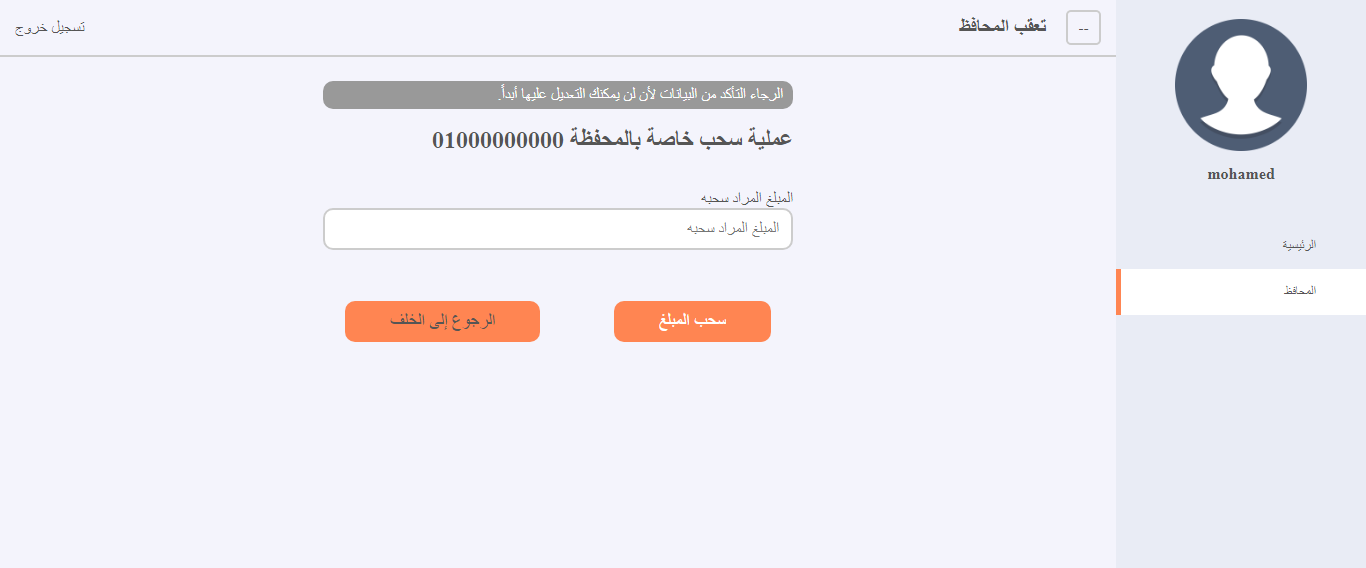 --
تعقب المحافظ
تسجيل خروج
mohamed
الرئيسية
المحافظ
الرجاء التأكد من البيانات لأن لن يمكنك التعديل عليها أبداً.
عملية سحب خاصة بالمحفظة 01000000000
المبلغ المراد سحبه
المبلغ المراد سحبه
سحب المبلغ
الرجوع إلى الخلف